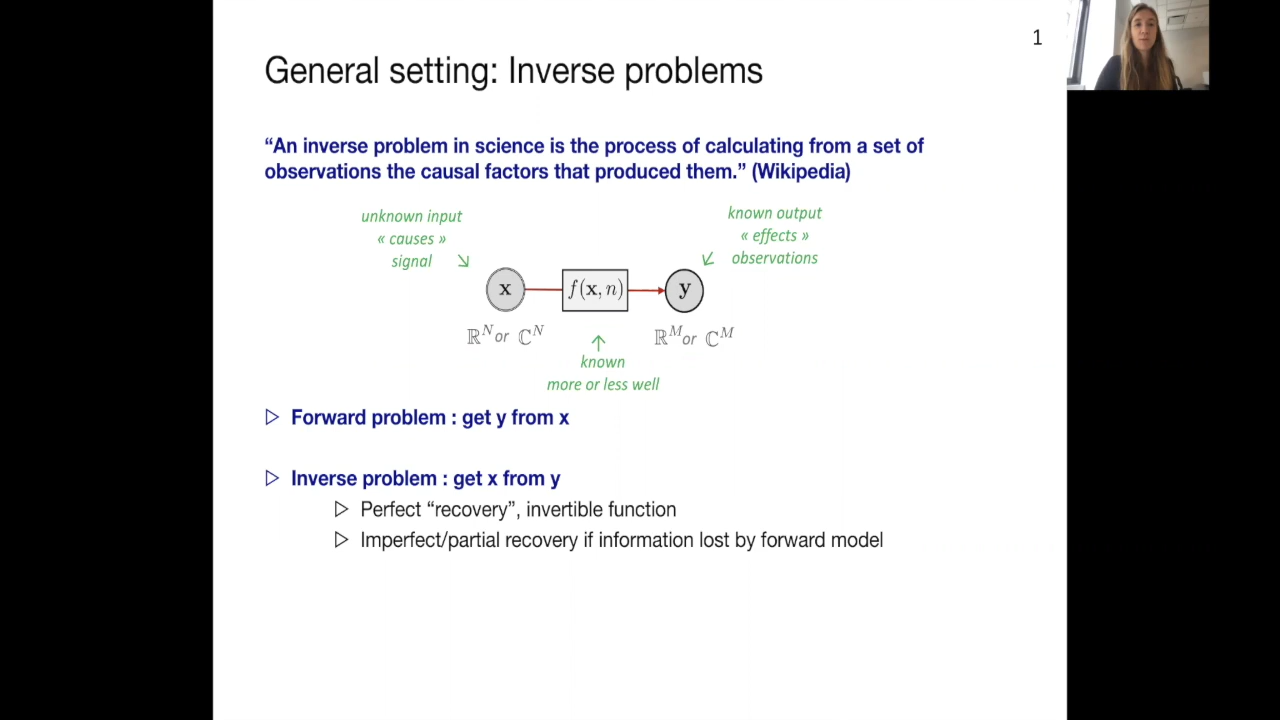 1
General setting: Inverse problems
“An inverse problem in science is the process of calculating from a set of
observations the causal factors that produced them.” (Wikipedia)
unknown input
« causes »
signal
known output
« effects »
observations
x
f(x, n)
y
ℝ^N or ℂ^N
ℝ^M or ℂ^M
known
more or less well
Forward problem : get y from x
Inverse problem : get x from y
Perfect “recovery”, invertible function
Imperfect/partial recovery if information lost by forward model